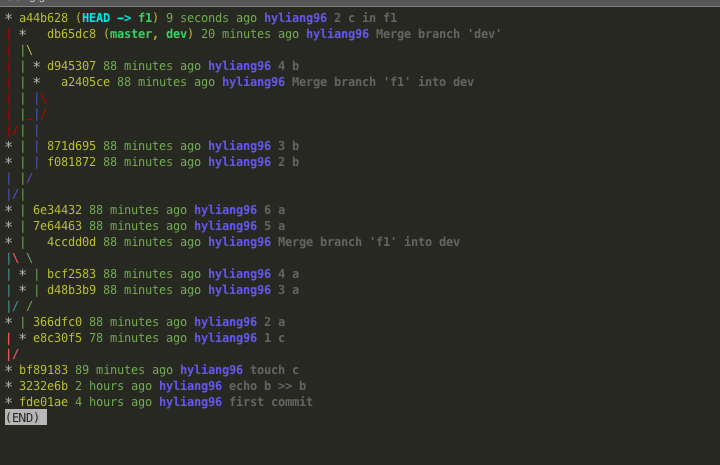 * a44b628 (HEAD -> f1) 9 seconds ago hyliang96 2 c in f1
| *   db65dc8 (master, dev) 20 minutes ago hyliang96 Merge branch 'dev'
| |\
| | * d945307 88 minutes ago hyliang96 4 b
| | *   a2405ce 88 minutes ago hyliang96 Merge branch 'f1' into dev
| | |\
| |_|/
|/| |
* | | 871d695 88 minutes ago hyliang96 3 b
* | | f081872 88 minutes ago hyliang96 2 b
| |/
|/|
* | 6e34432 88 minutes ago hyliang96 6 a
* | 7e64463 88 minutes ago hyliang96 5 a
* |   4ccdd0d 88 minutes ago hyliang96 Merge branch 'f1' into dev
|\ \
| * | bcf2583 88 minutes ago hyliang96 4 a
| * | d48b3b9 88 minutes ago hyliang96 3 a
|/ /
* | 366dfc0 88 minutes ago hyliang96 2 a
| * e8c30f5 78 minutes ago hyliang96 1 c
|/
* bf89183 89 minutes ago hyliang96 touch c
* 3232e6b 2 hours ago hyliang96 echo b >> b
* fde01ae 4 hours ago hyliang96 first commit
(END)